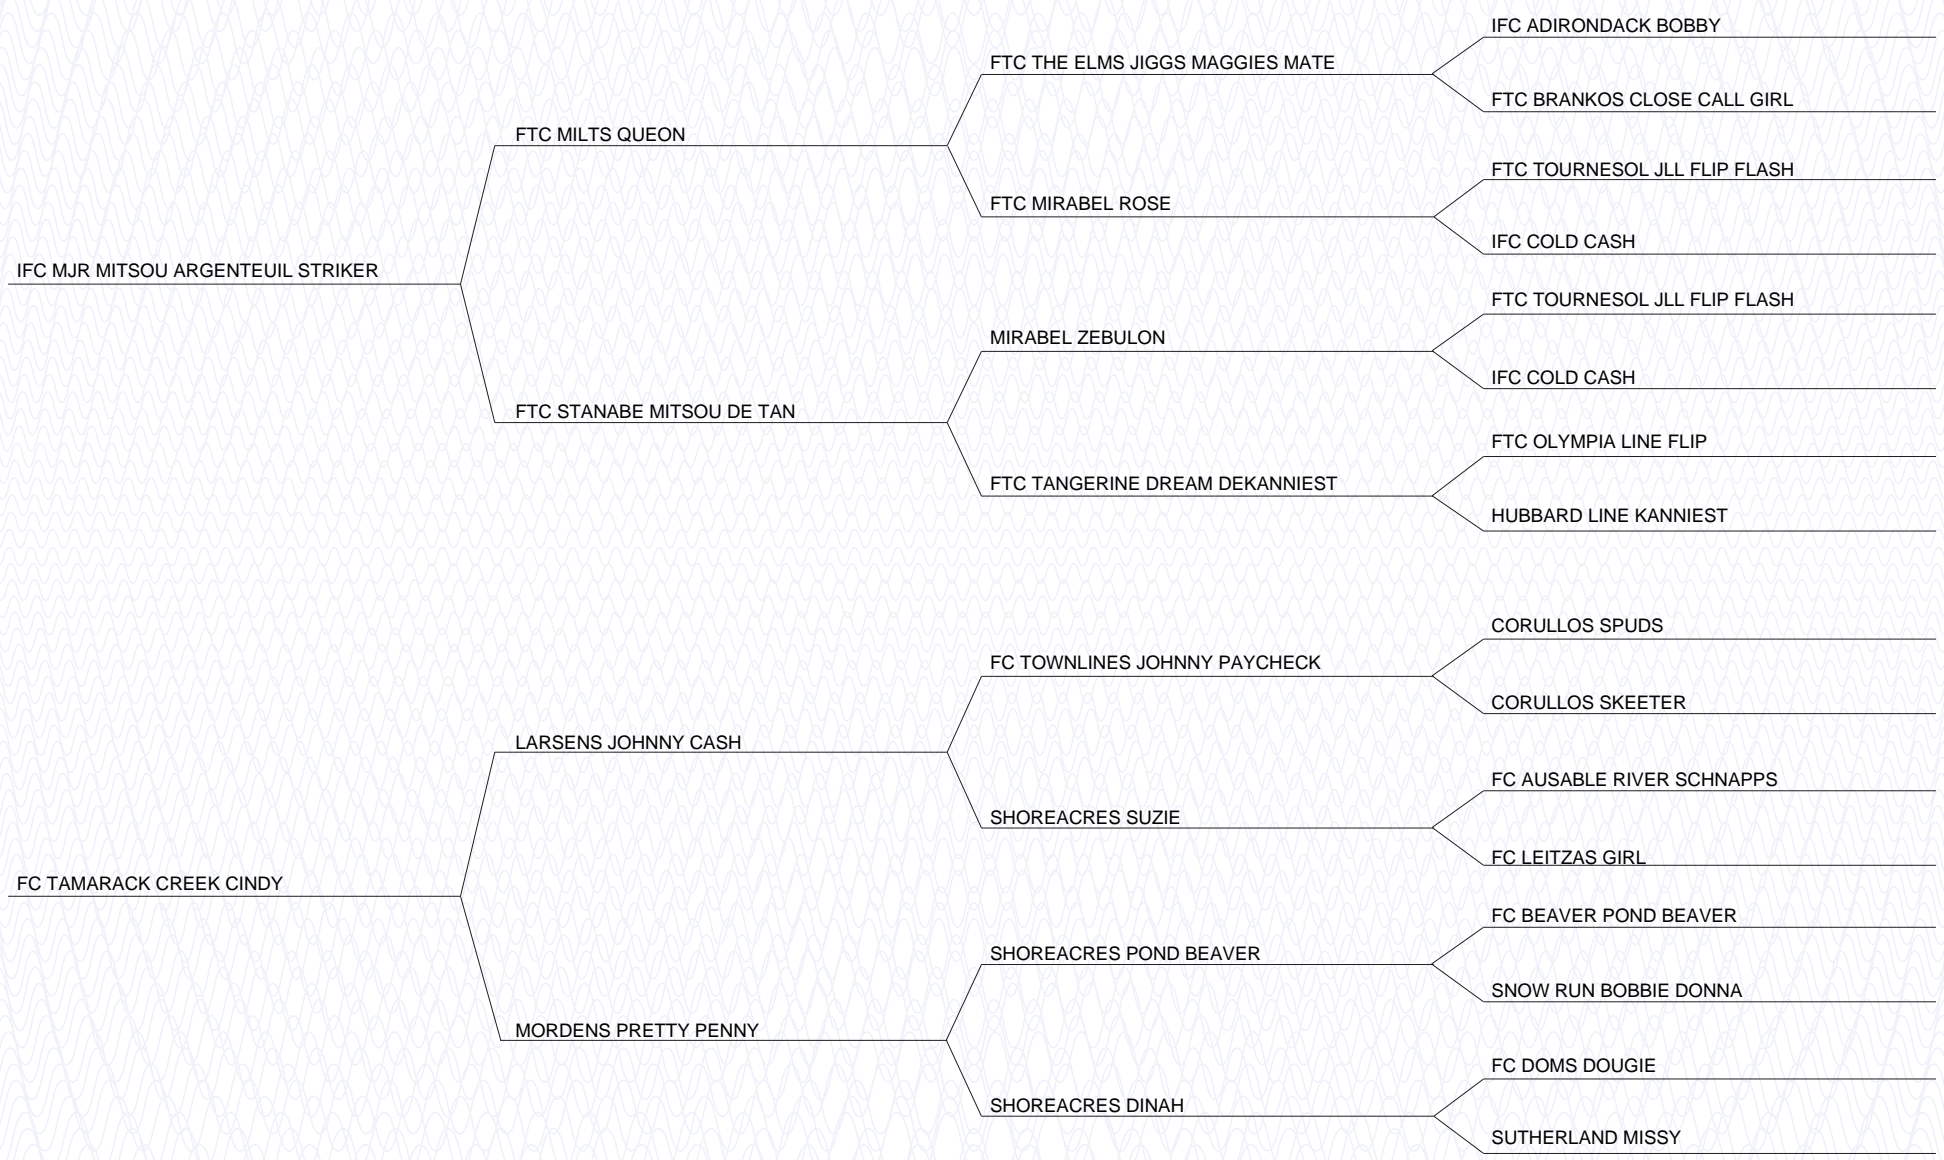 IFC ADIRONDACK BOBBY
FTC THE ELMS JIGGS MAGGIES MATE
FTC BRANKOS CLOSE CALL GIRL
FTC MILTS QUEON
FTC TOURNESOL JLL FLIP FLASH
FTC MIRABEL ROSE
IFC COLD CASH
IFC MJR MITSOU ARGENTEUIL STRIKER
FTC TOURNESOL JLL FLIP FLASH
MIRABEL ZEBULON
IFC COLD CASH
FTC STANABE MITSOU DE TAN
FTC OLYMPIA LINE FLIP
FTC TANGERINE DREAM DEKANNIEST
HUBBARD LINE KANNIEST
CORULLOS SPUDS
FC TOWNLINES JOHNNY PAYCHECK
CORULLOS SKEETER
LARSENS JOHNNY CASH
FC AUSABLE RIVER SCHNAPPS
SHOREACRES SUZIE
FC LEITZAS GIRL
FC TAMARACK CREEK CINDY
FC BEAVER POND BEAVER
SHOREACRES POND BEAVER
SNOW RUN BOBBIE DONNA
MORDENS PRETTY PENNY
FC DOMS DOUGIE
SHOREACRES DINAH
SUTHERLAND MISSY